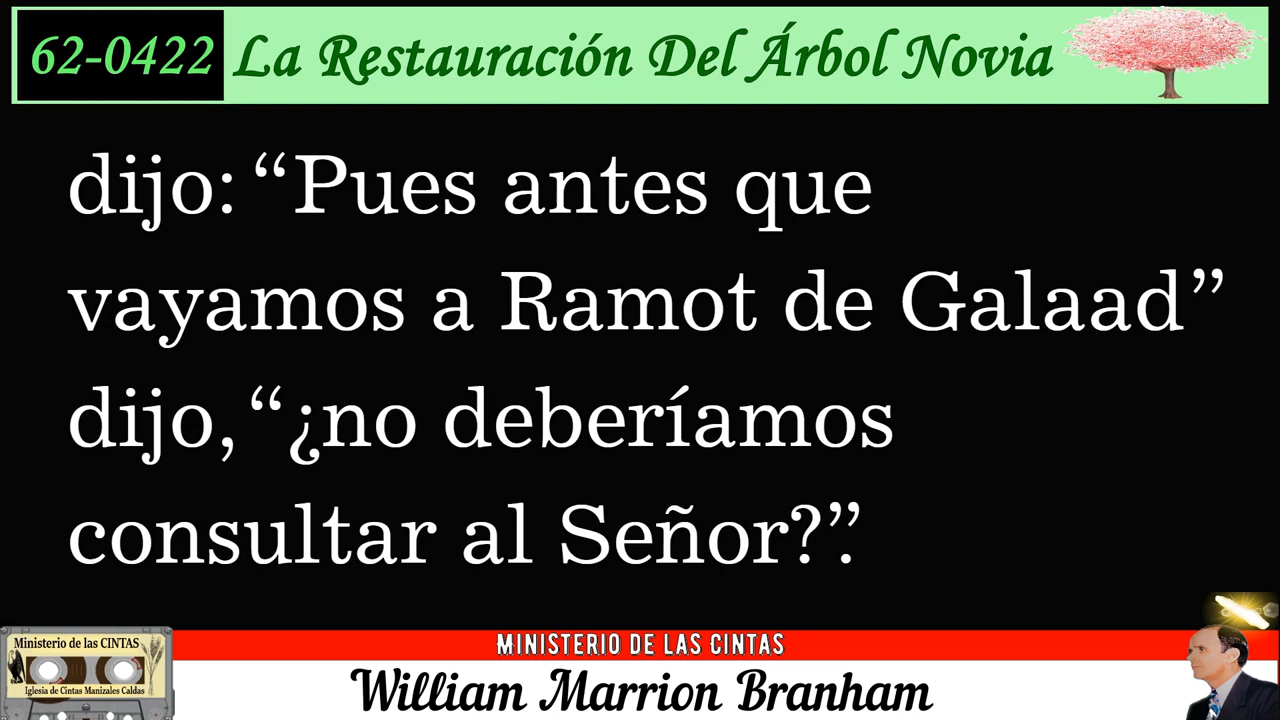 62-0422 La Restauración Del Árbol Novia
dijo: “Pues antes que
vayamos a Ramot de Galaad”
dijo, “¿no deberíamos
consultar al Señor?”.
Ministerio de las CINTAS
Iglesia de Cintas Manizales Caldas
MINISTERIO DE LAS CINTAS
William Marrion Branham